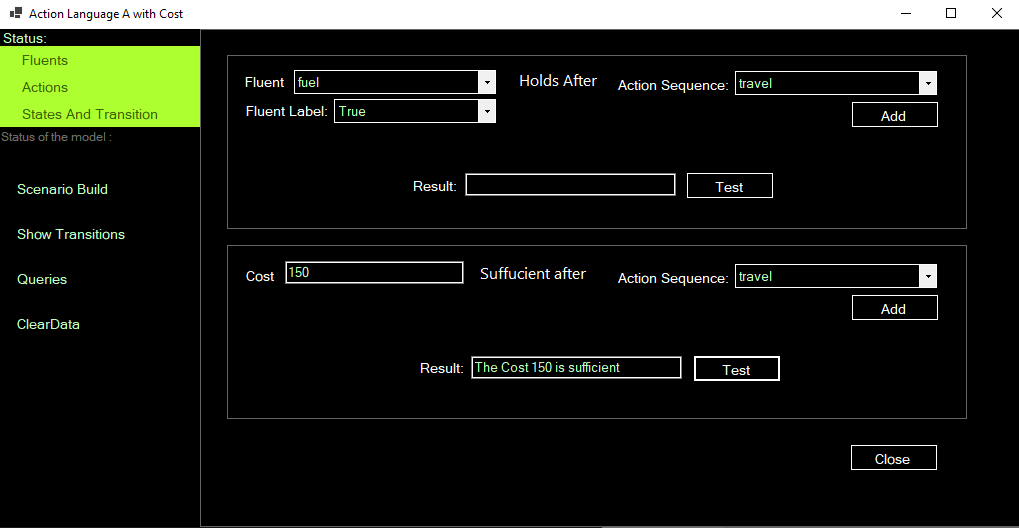 Action Language A with Cost
Status:
Fluents
Actions
States And Transition
Status of the model :
Scenario Build
Show Transitions
Queries
ClearData
Fluent fuel Holds After Action Sequence: travel
Fluent Label: True
Add
Result: Test
Cost 150 Suffucient after Action Sequence: travel
Add
Result: The Cost 150 is sufficient Test
Close